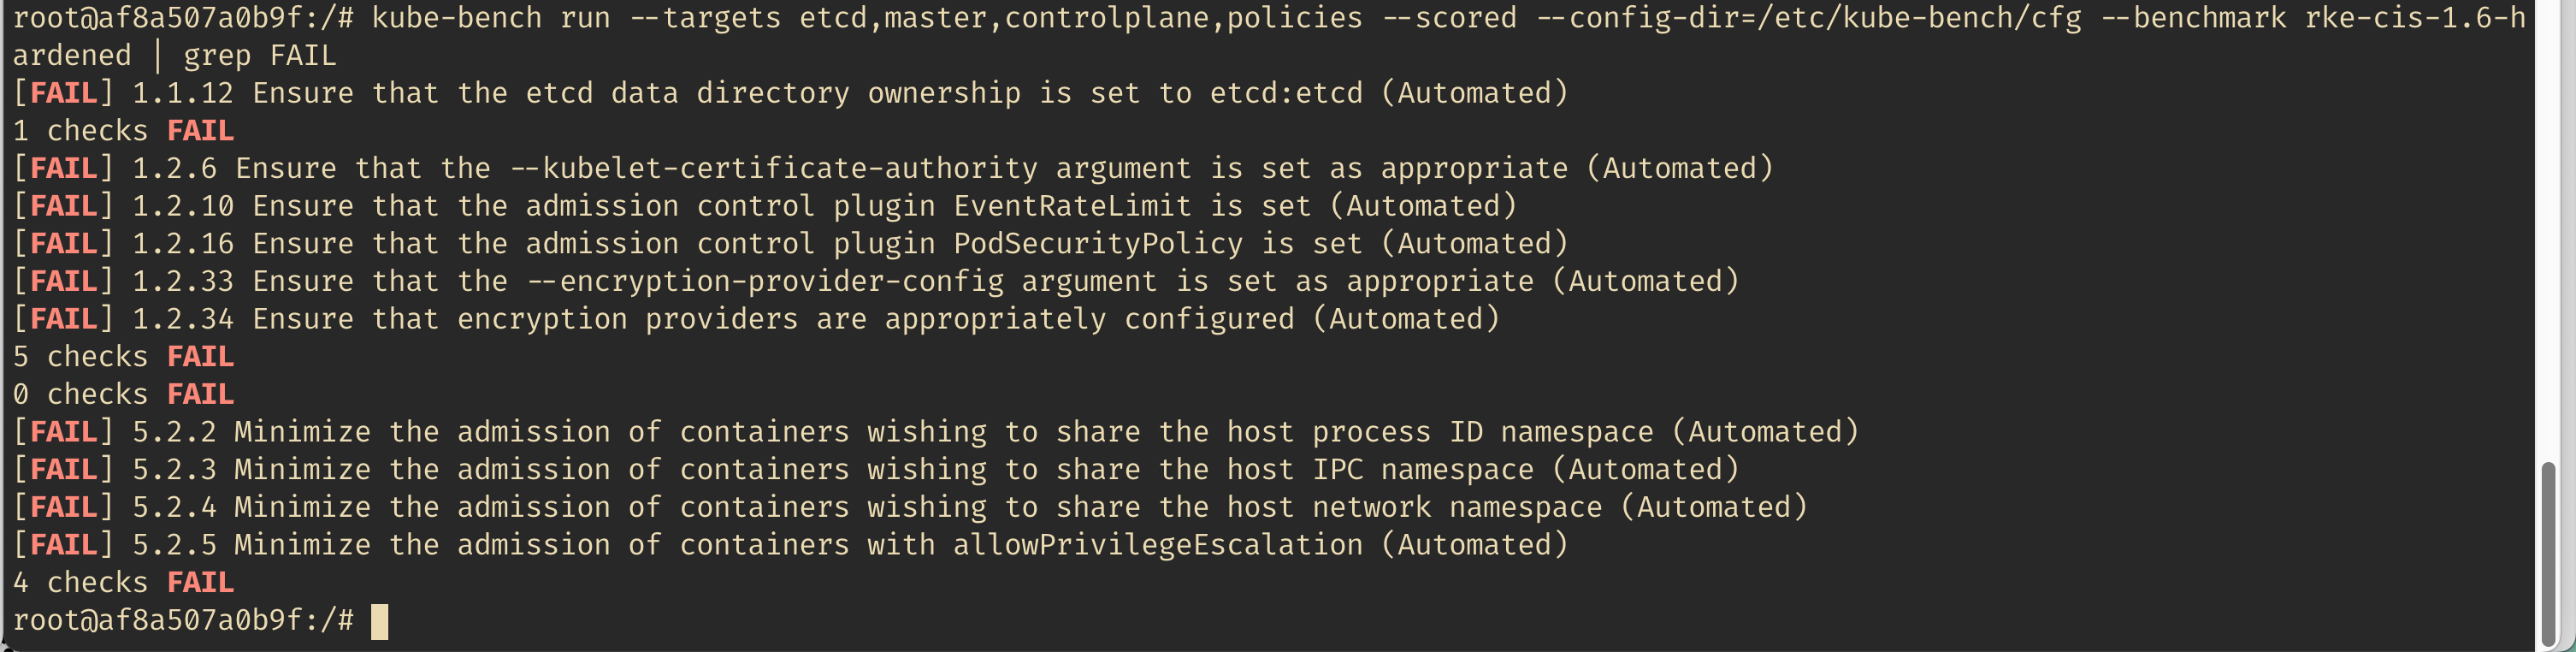 root@af8a507a0b9f:/# kube-bench run --targets etcd,master,controlplane,policies --scored --config-dir=/etc/kube-bench/cfg --benchmark rke-cis-1.6-h
ardened | grep FAIL
[FAIL] 1.1.12 Ensure that the etcd data directory ownership is set to etcd:etcd (Automated)
1 checks FAIL
[FAIL] 1.2.6 Ensure that the --kubelet-certificate-authority argument is set as appropriate (Automated)
[FAIL] 1.2.10 Ensure that the admission control plugin EventRateLimit is set (Automated)
[FAIL] 1.2.16 Ensure that the admission control plugin PodSecurityPolicy is set (Automated)
[FAIL] 1.2.33 Ensure that the --encryption-provider-config argument is set as appropriate (Automated)
[FAIL] 1.2.34 Ensure that encryption providers are appropriately configured (Automated)
5 checks FAIL
0 checks FAIL
[FAIL] 5.2.2 Minimize the admission of containers wishing to share the host process ID namespace (Automated)
[FAIL] 5.2.3 Minimize the admission of containers wishing to share the host IPC namespace (Automated)
[FAIL] 5.2.4 Minimize the admission of containers wishing to share the host network namespace (Automated)
[FAIL] 5.2.5 Minimize the admission of containers with allowPrivilegeEscalation (Automated)
4 checks FAIL
root@af8a507a0b9f:/#